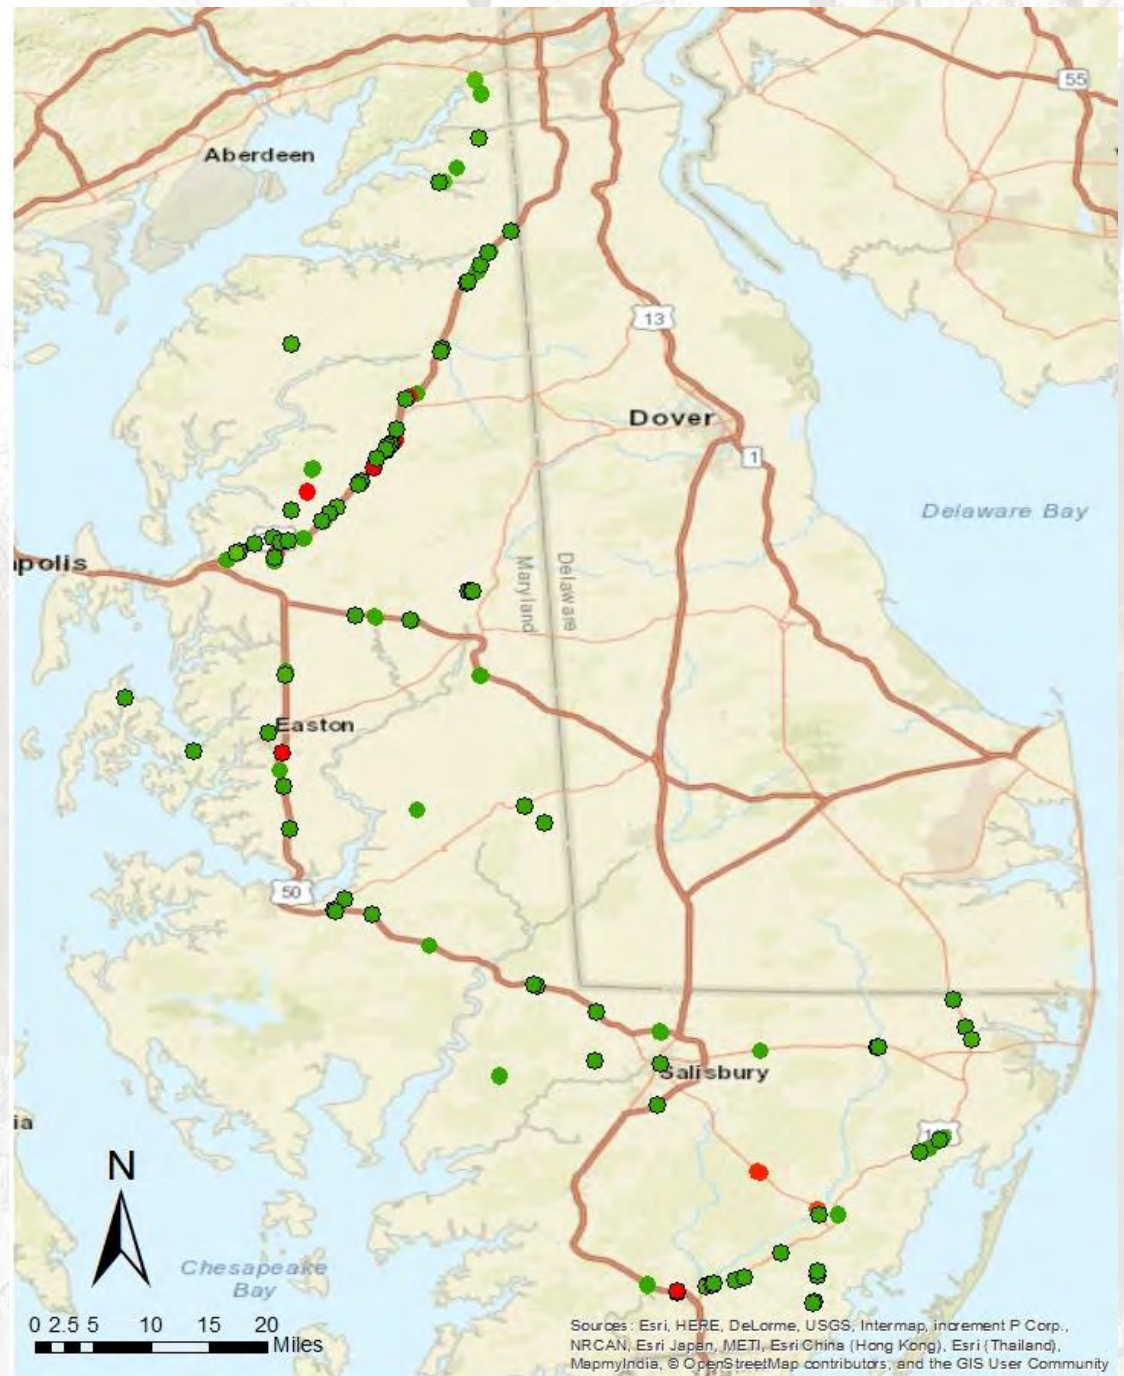 55
Aberdeen
13
Dover
1
Delaware Bay
apolis
Maryland
Delaware
Easton
50
Salisbury
ia
N
Chesapeake
Bay
0 2.5 5 10 15 20
Miles
Sources: Esri, HERE, DeLorme, USGS, Intermap, increment P Corp.,
NRCAN, Esri Japan, METI, Esri China (Hong Kong), Esri (Thailand),
MapmyIndia, © OpenStreetMap contributors, and the GIS User Community